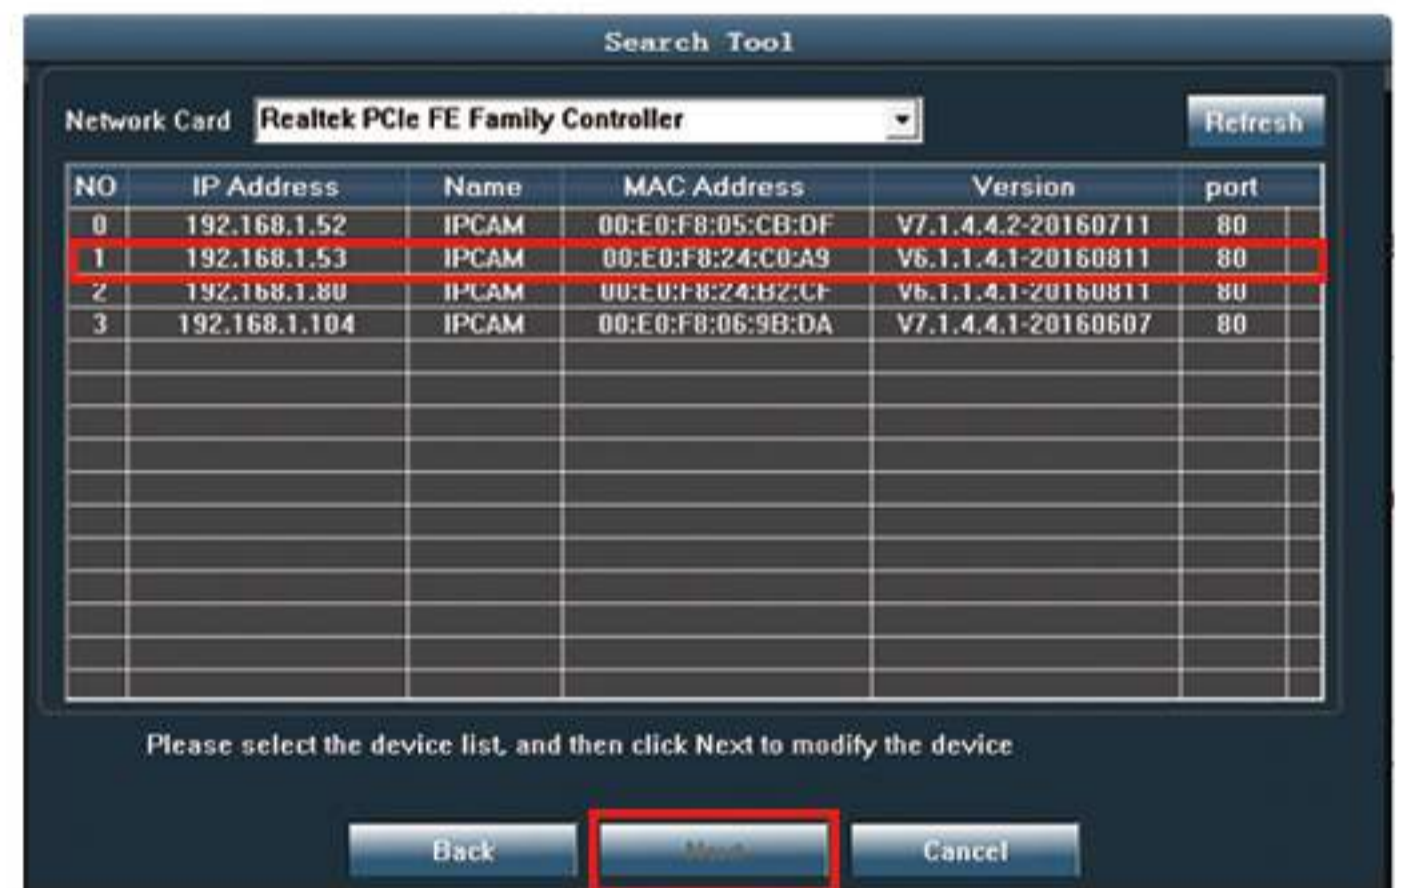 Search Tool
Network Card Realtek PCIe FE Family Controller Refresh
NO IP Address Name MAC Address Version port
0 192.168.1.52 IPCAM 00:E0:F8:05:CB:DF V7.1.4.4.2-20160711 80
1 192.168.1.53 IPCAM 00:E0:F8:24:C0:A9 V6.1.1.4.1-20160811 80
2 192.168.1.80 IPCAM 00:E0:F8:24:B2:CF V6.1.1.4.1-20160811 80
3 192.168.1.104 IPCAM 00:E0:F8:06:9B:DA V7.1.4.4.1-20160607 80
Please select the device list, and then click Next to modify the device
Back Next Cancel